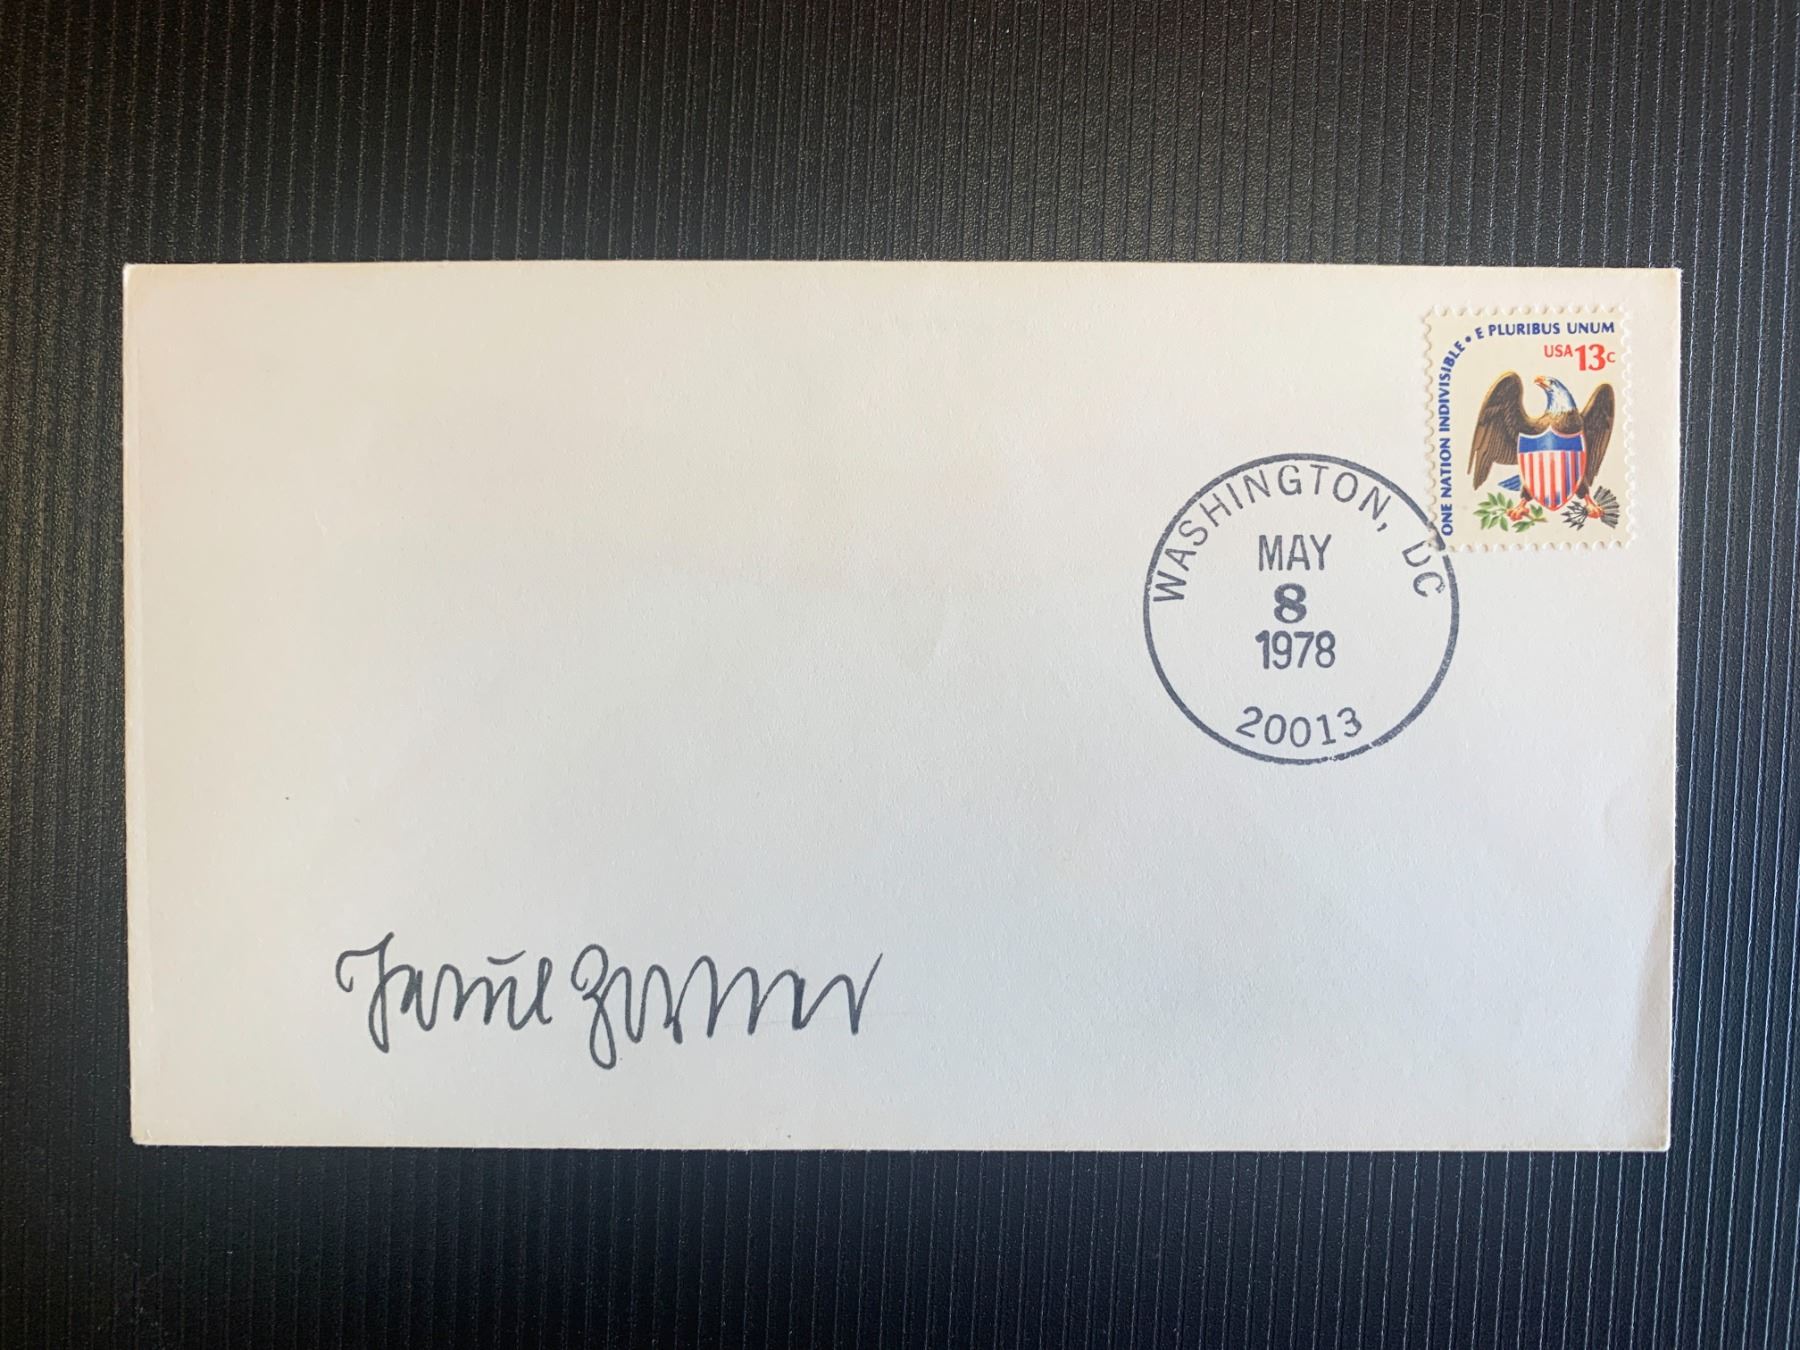 ONE NATION INDIVISIBLE • E PLURIBUS UNUM
USA 13c
WASHINGTON, DC
MAY
8
1978
20013